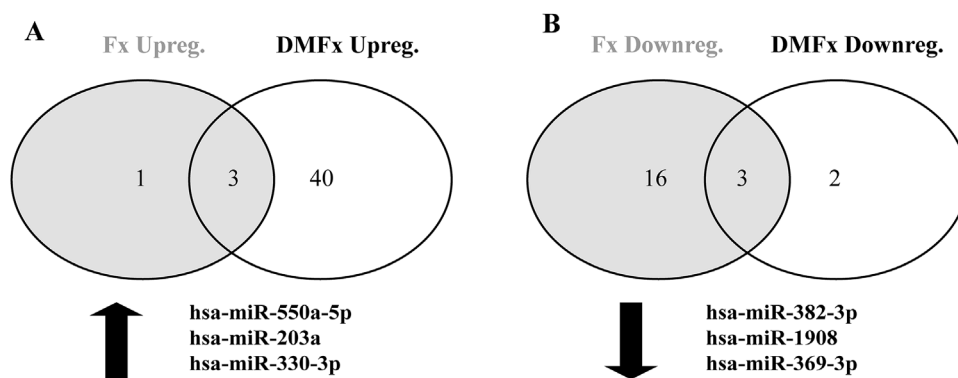 A
Fx Upreg.
DMFx Upreg.
1
3
40
hsa-miR-550a-5p
hsa-miR-203a
hsa-miR-330-3p
B
Fx Downreg.
DMFx Downreg.
16
3
2
hsa-miR-382-3p
hsa-miR-1908
hsa-miR-369-3p